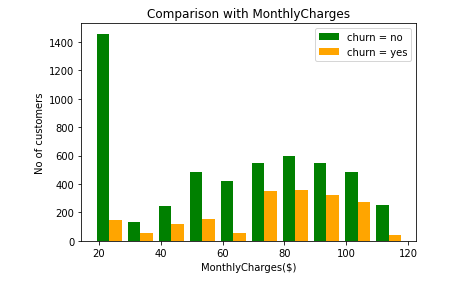 Comparison with MonthlyCharges
churn = no
churn = yes
No of customers
1400
1200
1000
800
600
400
200
0
20 40 60 80 100 120
MonthlyCharges($)